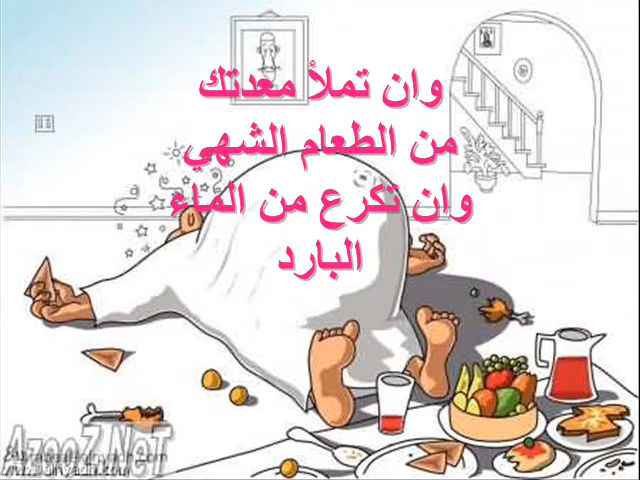 وان تملأ معدتك
من الطعام الشهي
وان تكرع من الماء
البارد
AzooZ.NeT